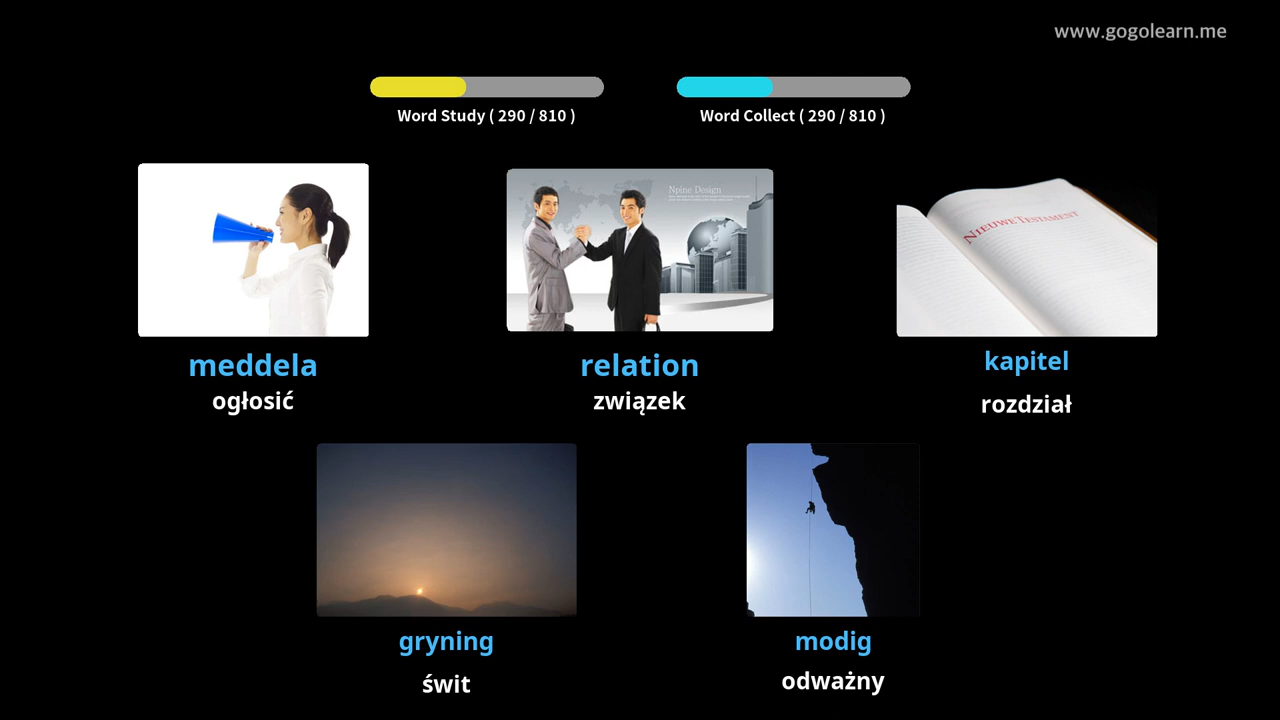 www.gogolearn.me
Word Study ( 290 / 810 )
Word Collect ( 290 / 810 )
Npine Design
NIEUWE TESTAMENT
meddela
ogłosić
relation
związek
kapitel
rozdział
gryning
świt
modig
odważny